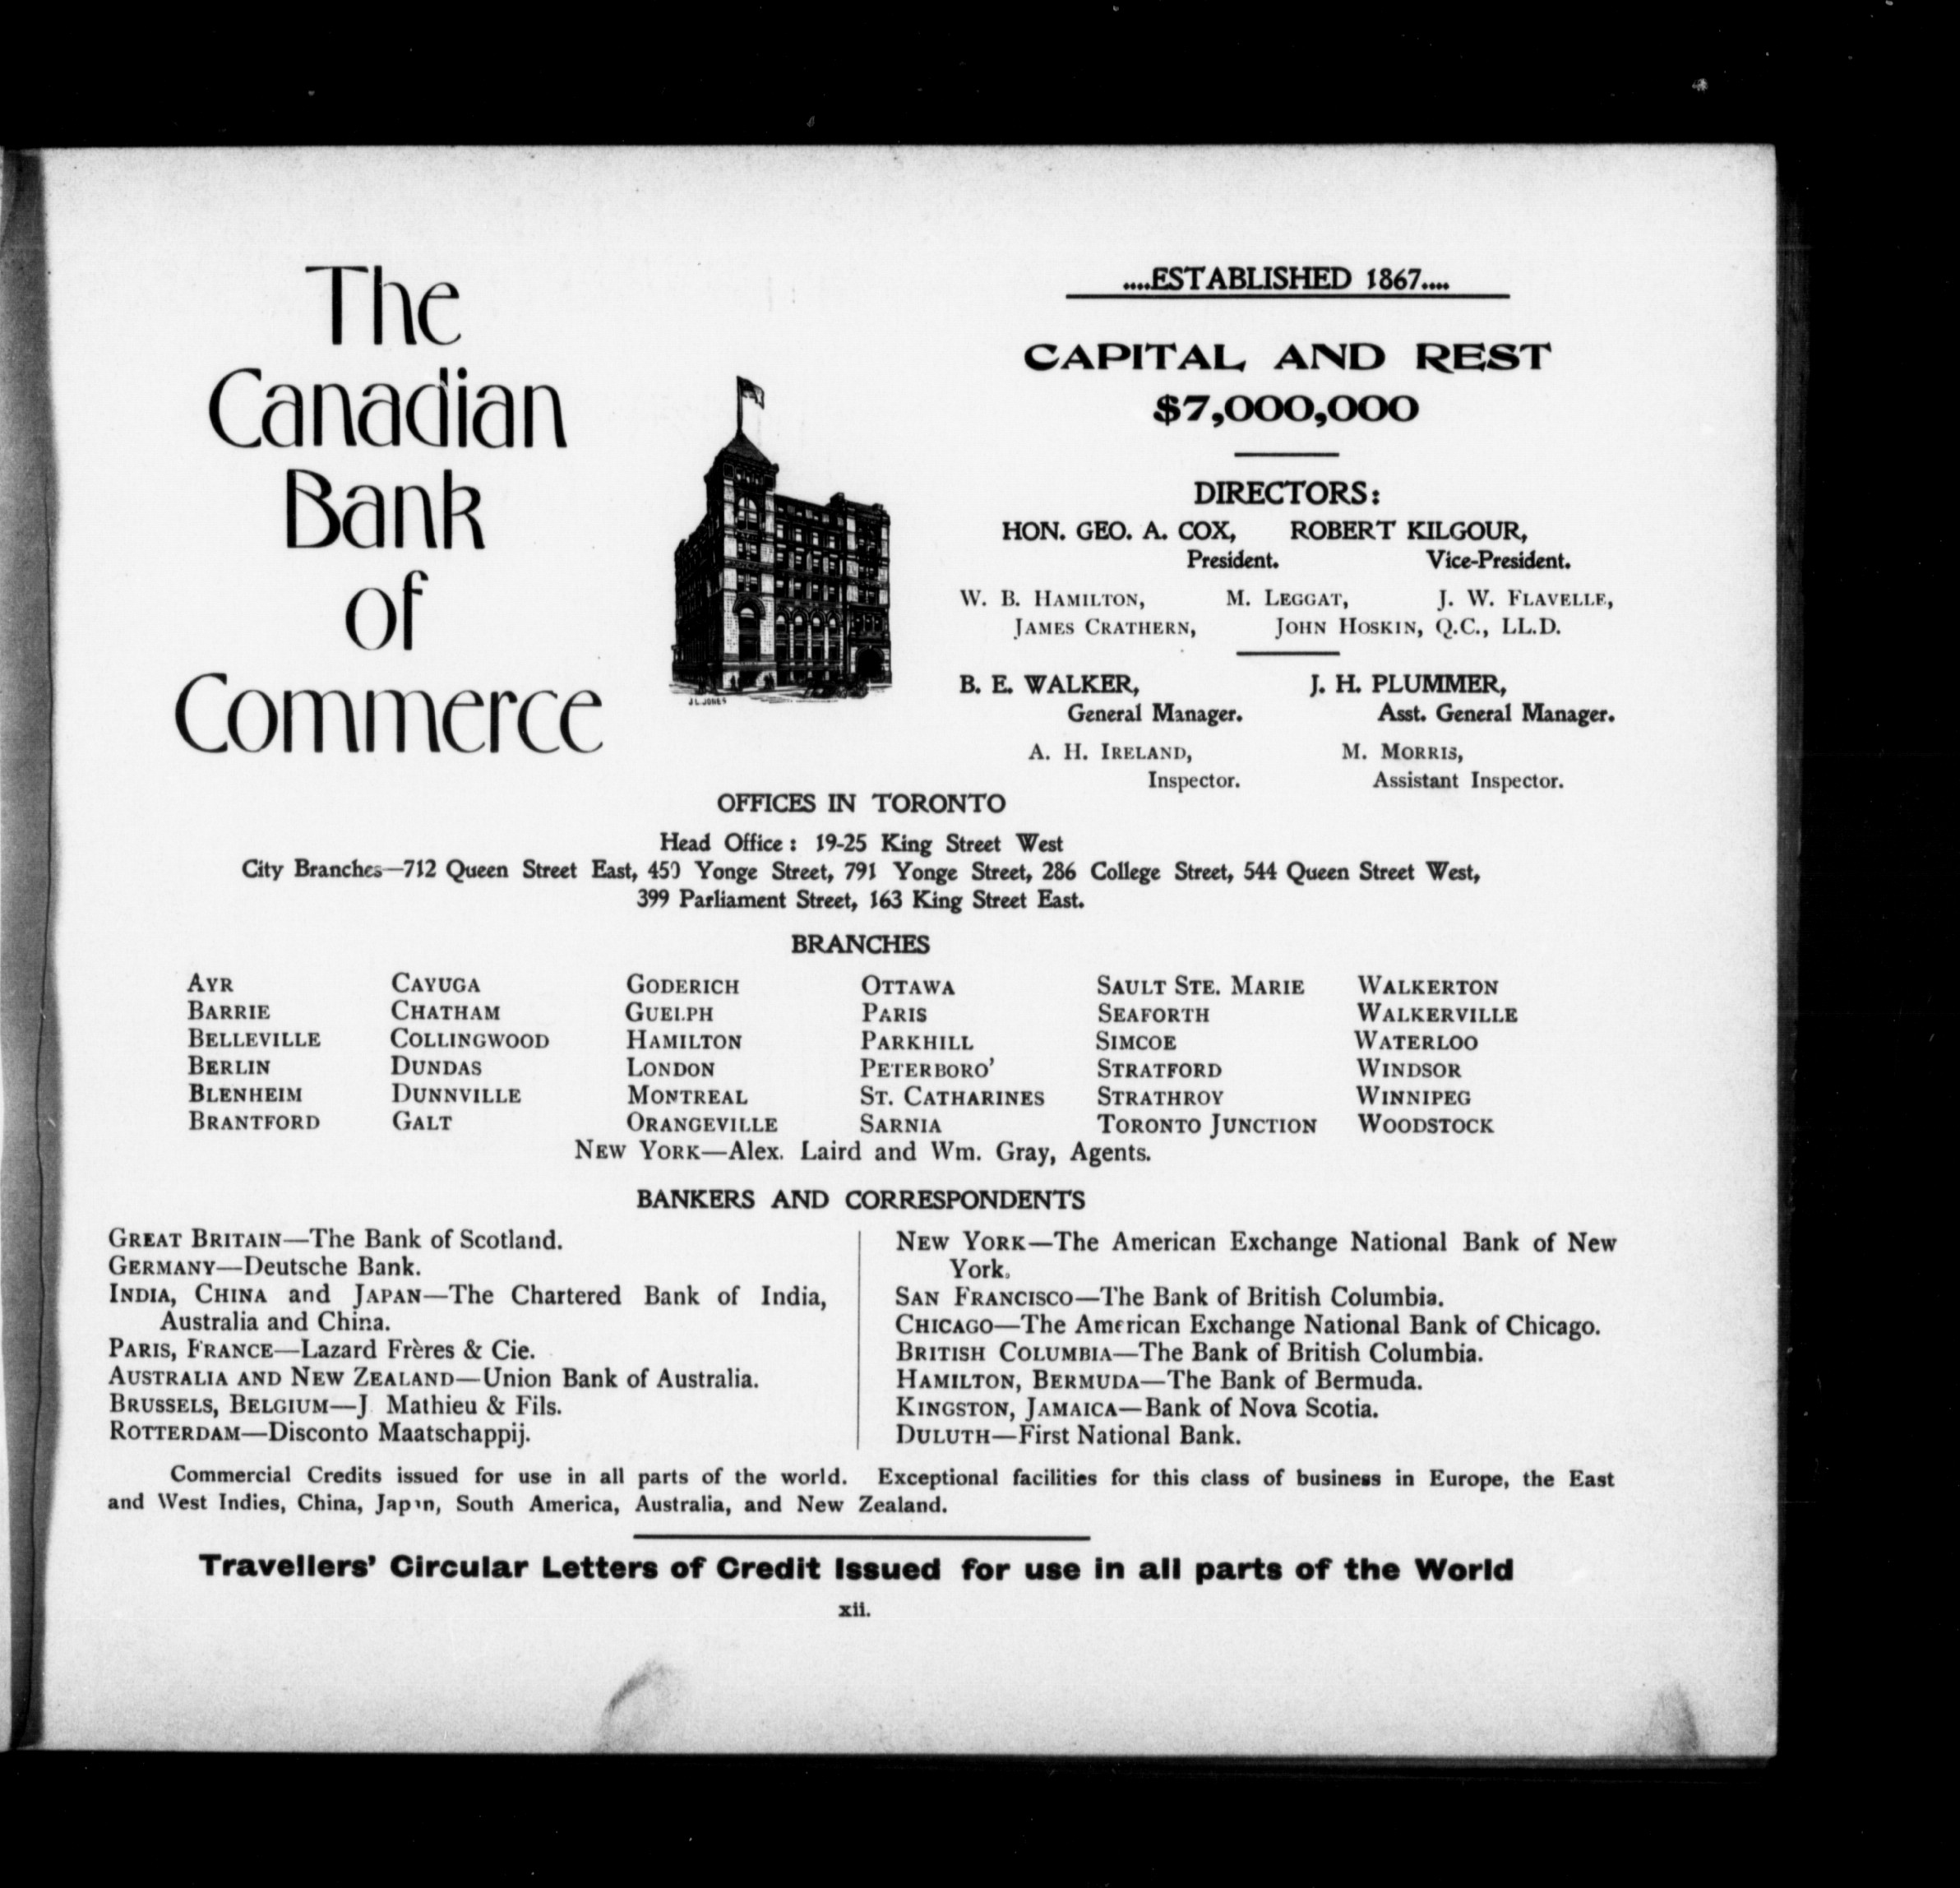 The
Canadian
Bank
of
Commerce
....ESTABLISHED 1867....
CAPITAL AND REST
$7,000,000
DIRECTORS:
HON. GEO. A. COX, ROBERT KILGOUR,
President. Vice-President.
W. B. HAMILTON, M. LEGGAT, J. W. FLAVELLE,
JAMES CRATHERN, JOHN HOSKIN, Q.C., LL.D.
B. E. WALKER, J. H. PLUMMER,
General Manager. Asst. General Manager.
A. H. IRELAND, M. MORRIS,
Inspector. Assistant Inspector.
J.L.JONES
OFFICES IN TORONTO
Head Office: 19-25 King Street West
City Branches—712 Queen Street East, 450 Yonge Street, 791 Yonge Street, 286 College Street, 544 Queen Street West,
399 Parliament Street, 163 King Street East.
BRANCHES
AYR CAYUGA GODERICH OTTAWA SAULT STE. MARIE WALKERTON
BARRIE CHATHAM GUELPH PARIS SEAFORTH WALKERVILLE
BELLEVILLE COLLINGWOOD HAMILTON PARKHILL SIMCOE WATERLOO
BERLIN DUNDAS LONDON PETERBORO' STRATFORD WINDSOR
BLENHEIM DUNNVILLE MONTREAL ST. CATHARINES STRATHROY WINNIPEG
BRANTFORD GALT ORANGEVILLE SARNIA TORONTO JUNCTION WOODSTOCK
NEW YORK—Alex. Laird and Wm. Gray, Agents.
BANKERS AND CORRESPONDENTS
GREAT BRITAIN—The Bank of Scotland.
GERMANY—Deutsche Bank.
INDIA, CHINA and JAPAN—The Chartered Bank of India,
Australia and China.
PARIS, FRANCE—Lazard Frères & Cie.
AUSTRALIA AND NEW ZEALAND—Union Bank of Australia.
BRUSSELS, BELGIUM—J Mathieu & Fils.
ROTTERDAM—Disconto Maatschappij.
NEW YORK—The American Exchange National Bank of New
York.
SAN FRANCISCO—The Bank of British Columbia.
CHICAGO—The American Exchange National Bank of Chicago.
BRITISH COLUMBIA—The Bank of British Columbia.
HAMILTON, BERMUDA—The Bank of Bermuda.
KINGSTON, JAMAICA—Bank of Nova Scotia.
DULUTH—First National Bank.
Commercial Credits issued for use in all parts of the world. Exceptional facilities for this class of business in Europe, the East
and West Indies, China, Japan, South America, Australia, and New Zealand.
Travellers' Circular Letters of Credit Issued for use in all parts of the World
xii.